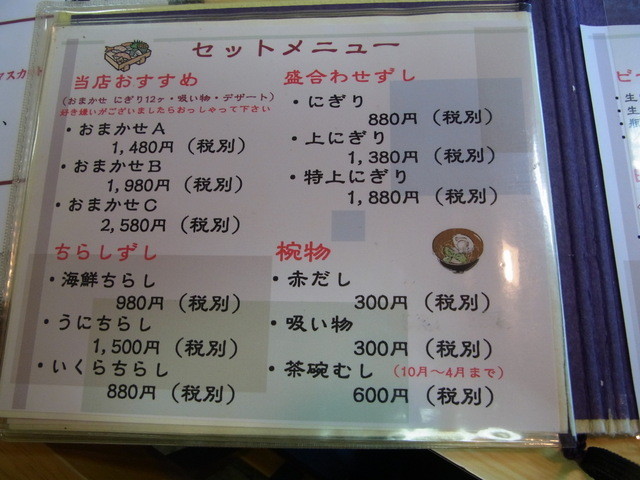 セットメニュー
当店おすすめ
(おまかせ にぎり12ヶ・吸い物・デザート)
好き嫌いがございましたらおっしゃって下さい
・おまかせA
1,480円 (税別)
・おまかせB
1,980円 (税別)
・おまかせC
2,580円 (税別)
ちらしずし
・海鮮ちらし
980円 (税別)
・うにちらし
1,500円 (税別)
・いくらちらし
880円 (税別)
盛合わせずし
・にぎり
880円 (税別)
・上にぎり
1,380円 (税別)
・特上にぎり
1,880円 (税別)
椀物
・赤だし
300円 (税別)
・吸い物
300円 (税別)
・茶碗むし (10月〜4月まで)
600円 (税別)